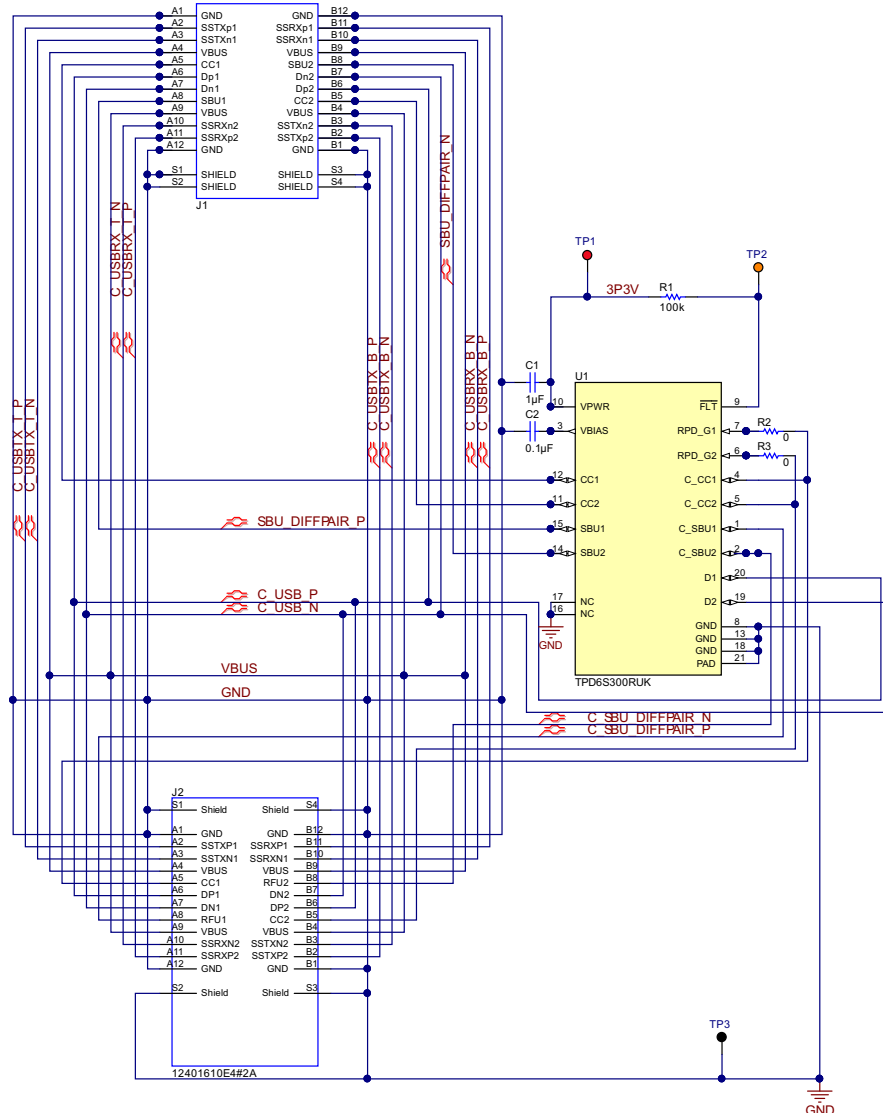 A1 GND GND B12
A2 SSTXp1 SSRXp1 B11
A3 SSTXn1 SSRXn1 B10
A4 VBUS VBUS B9
A5 CC1 SBU2 B8
A6 Dp1 Dn2 B7
A7 Dn1 Dp2 B6
A8 SBU1 CC2 B5
A9 VBUS VBUS B4
A10 SSRXn2 SSTXn2 B3
A11 SSRXp2 SSTXp2 B2
A12 GND GND B1
S1 SHIELD SHIELD S3
S2 SHIELD SHIELD S4
J1
SBU_DIFFPAIR_N
C_USBRX_T_N
C_USBRX_T_P
C_USBTX_T_P
C_USBTX_T_N
C_USBTX_B_P
C_USBTX_B_N
C_USBRX_B_N
C_USBRX_B_P
TP1
TP2
3P3V
R1
100k
C1
1µF
C2
0.1µF
U1
10 VPWR FLT 9
3 VBIAS RPD_G1 7
R2
0
RPD_G2 6
R3
0
12 CC1 C_CC1 4
11 CC2 C_CC2 5
15 SBU1 C_SBU1 1
14 SBU2 C_SBU2 2
D1 20
17 NC D2 19
16 NC
GND 8
GND 13
GND 18
PAD 21
GND
TPD6S300RUK
SBU_DIFFPAIR_P
C_USB_P
C_USB_N
VBUS
GND
C_SBU_DIFFPAIR_N
C_SBU_DIFFPAIR_P
J2
S1 Shield Shield S4
A1 GND GND B12
A2 SSTXP1 SSRXP1 B11
A3 SSTXN1 SSRXN1 B10
A4 VBUS VBUS B9
A5 CC1 RFU2 B8
A6 DP1 DN2 B7
A7 DN1 DP2 B6
A8 RFU1 CC2 B5
A9 VBUS VBUS B4
A10 SSRXN2 SSTXN2 B3
A11 SSRXP2 SSTXP2 B2
A12 GND GND B1
S2 Shield Shield S3
12401610E4#2A
TP3
GND